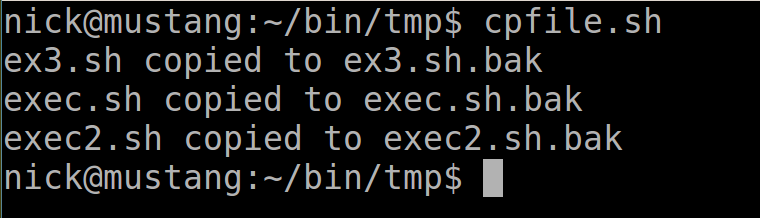 nick@mustang:~/bin/tmp$ cpfile.sh
ex3.sh copied to ex3.sh.bak
exec.sh copied to exec.sh.bak
exec2.sh copied to exec2.sh.bak
nick@mustang:~/bin/tmp$